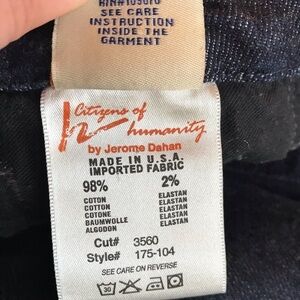 SEE CARE
INSTRUCTION
INSIDE THE
GARMENT
Citizens of
humanity
by Jerome Dahan
MADE IN U.S.A.
IMPORTED FABRIC
98% 2%
COTON ELASTAN
COTTON ELASTAN
COTONE ELASTAN
BAUMWOLLE ELASTAN
ALGODON ELASTAN
Cut# 3560
Style# 175-104
SEE CARE ON REVERSE
30